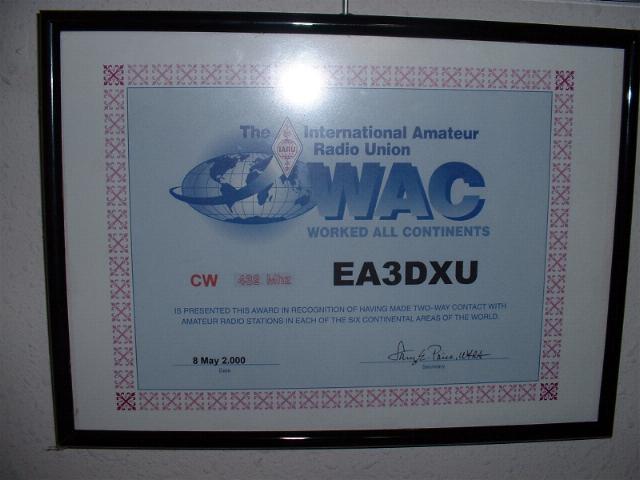 The International Amateur
Radio Union
IARU
WAC
WORKED ALL CONTINENTS
CW 432 Mhz EA3DXU
IS PRESENTED THIS AWARD IN RECOGNITION OF HAVING MADE TWO-WAY CONTACT WITH
AMATEUR RADIO STATIONS IN EACH OF THE SIX CONTINENTAL AREAS OF THE WORLD.
8 May 2,000
Date
Secretary